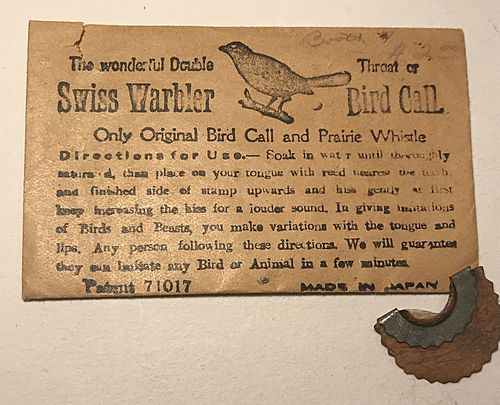 The wonderful Double Throat or
Swiss Warbler Bird Call.
Only Original Bird Call and Prairie Whistle
Directions for Use.— Soak in wat r until thoroughly
saturat d, then place on your tongue with reed nearest the teeth,
and finished side of stamp upwards and hiss gently at first
keep increasing the hiss for a louder sound. In giving imitations
of Birds and Beasts, you make variations with the tongue and
lips. Any person following these directions. We will guarantee
they can imitate any Bird or Animal in a few minutes.
Patent 71017 MADE IN JAPAN